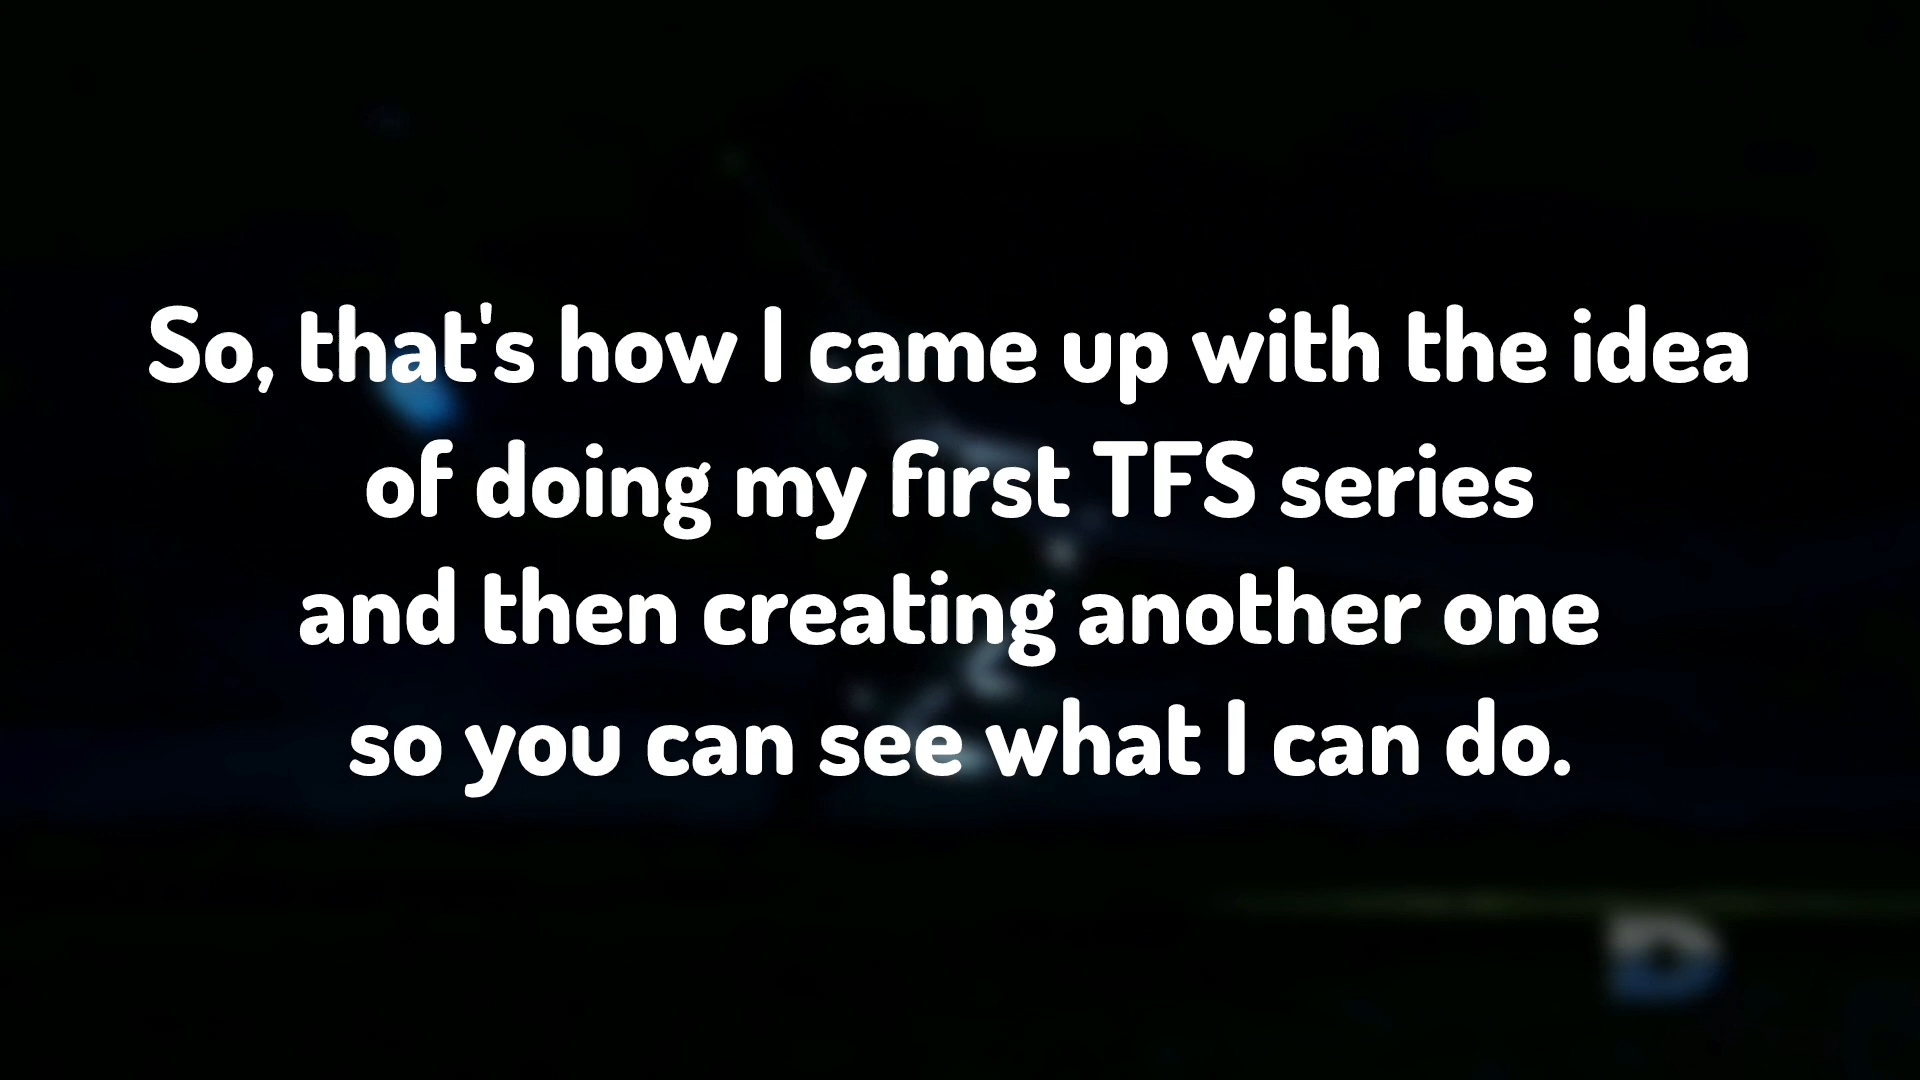 So, that's how I came up with the idea
of doing my first TFS series
and then creating another one
so you can see what I can do.
D